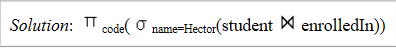 Solution: Π code( σ name=Hector(student ⋈ enrolledIn))